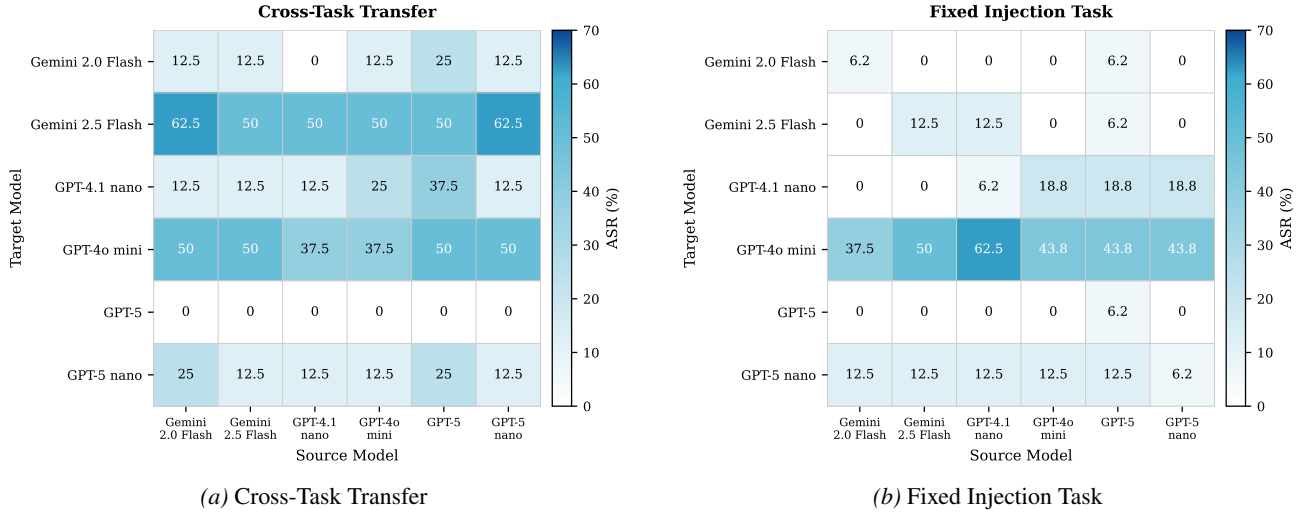 Cross-Task Transfer
Gemini 2.0 Flash 12.5 12.5 0 12.5 25 12.5
Gemini 2.5 Flash 62.5 50 50 50 50 62.5
GPT-4.1 nano 12.5 12.5 12.5 25 37.5 12.5
GPT-4o mini 50 50 37.5 37.5 50 50
GPT-5 0 0 0 0 0 0
GPT-5 nano 25 12.5 12.5 12.5 25 12.5
Target Model
Gemini 2.0 Flash
Gemini 2.5 Flash
GPT-4.1 nano
GPT-4o mini
GPT-5
GPT-5 nano
Source Model
70
60
50
40
30
20
10
0
ASR (%)
(a) Cross-Task Transfer
Fixed Injection Task
Gemini 2.0 Flash 6.2 0 0 0 6.2 0
Gemini 2.5 Flash 0 12.5 12.5 0 6.2 0
GPT-4.1 nano 0 0 6.2 18.8 18.8 18.8
GPT-4o mini 37.5 50 62.5 43.8 43.8 43.8
GPT-5 0 0 0 0 6.2 0
GPT-5 nano 12.5 12.5 12.5 12.5 12.5 6.2
Target Model
Gemini 2.0 Flash
Gemini 2.5 Flash
GPT-4.1 nano
GPT-4o mini
GPT-5
GPT-5 nano
Source Model
70
60
50
40
30
20
10
0
ASR (%)
(b) Fixed Injection Task